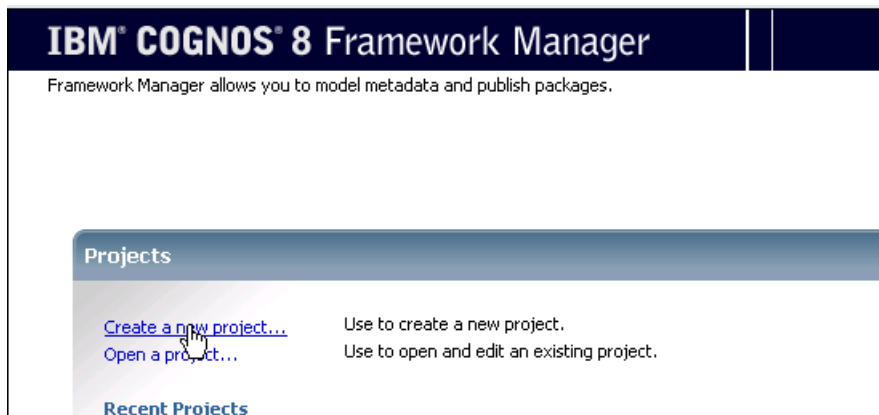 IBM® COGNOS® 8 Framework Manager
Framework Manager allows you to model metadata and publish packages.
Projects
Create a new project... Use to create a new project.
Open a project... Use to open and edit an existing project.
Recent Projects